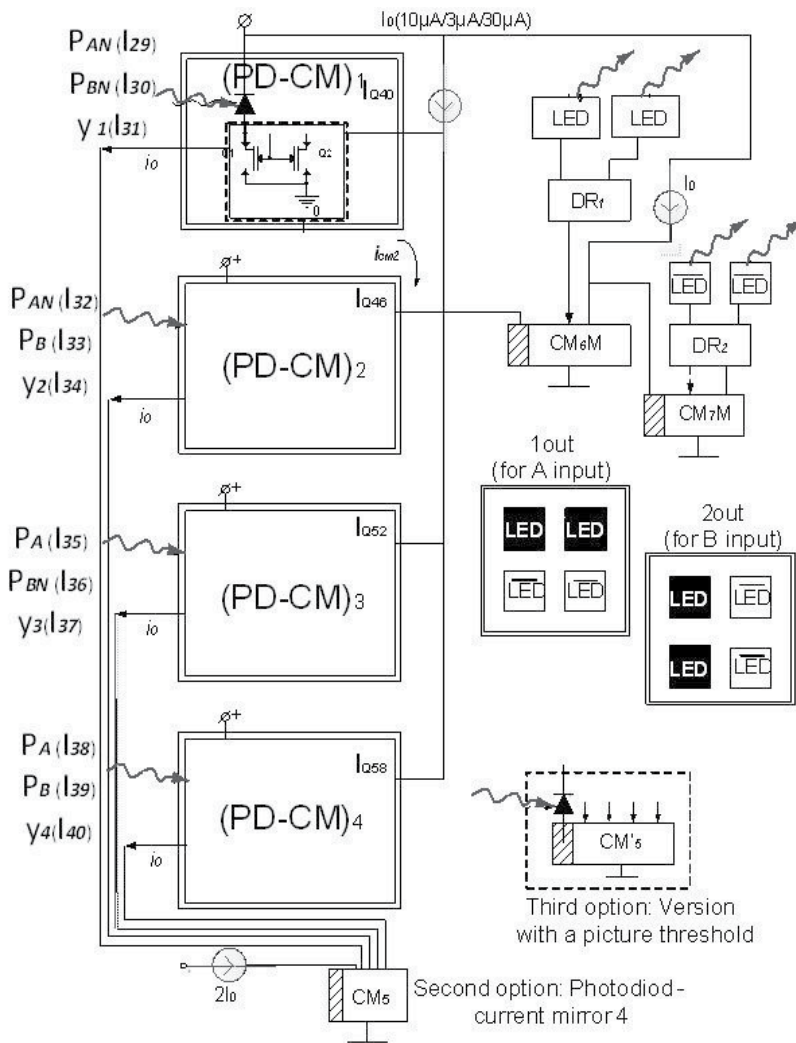 I₀(10µA/3µA/30µA)
P_AN (I29)
P_BN (I30)
y 1(I31)
(PD-CM)1
I_Q40
i₀
Q1
Q2
0
LED LED
DR₁
I₀
i_cm2
P_AN (I32)
P_B (I33)
y2(I34)
I_Q46
(PD-CM)2
i₀
CM₆M
LED LED
DR₂
CM₇M
1out
(for A input)
LED LED
LED LED
2out
(for B input)
LED LED
LED LED
P_A (I35)
P_BN (I36)
y3(I37)
I_Q52
(PD-CM)3
i₀
P_A (I38)
P_B (I39)
y4(I40)
I_Q58
(PD-CM)4
i₀
CM'₅
Third option: Version
with a picture threshold
2I₀
CM₅
Second option: Photodiod-
current mirror 4